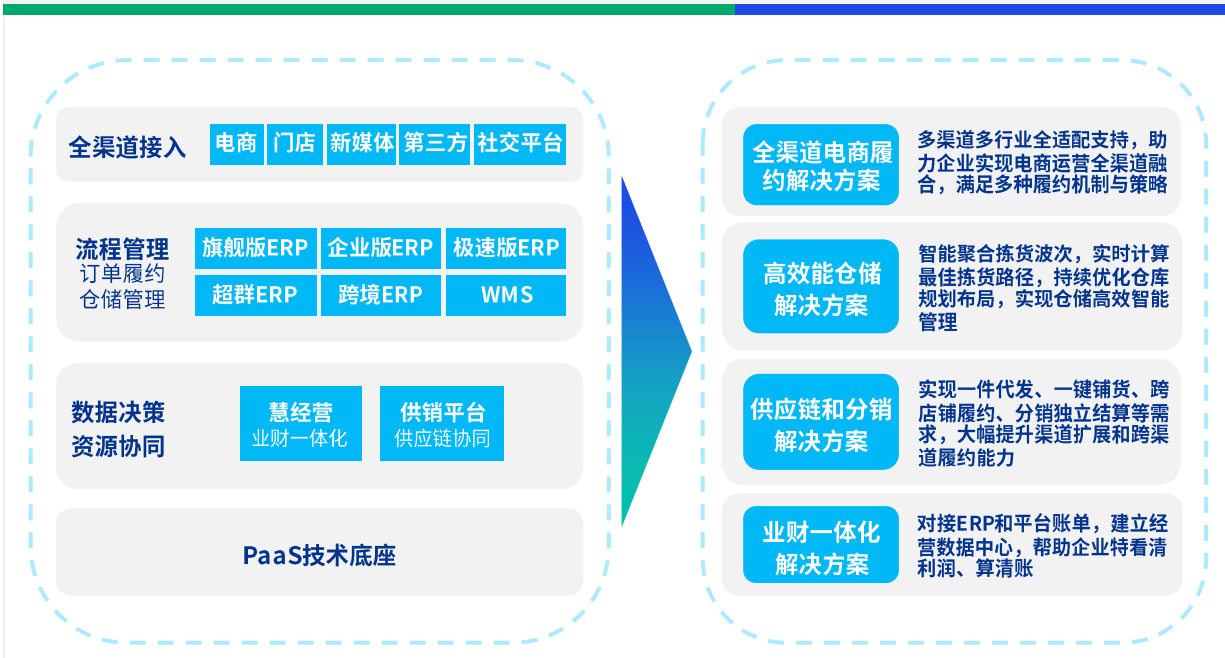 全渠道接入
电商 门店 新媒体 第三方 社交平台
流程管理
订单履约
仓储管理
旗舰版ERP 企业版ERP 极速版ERP
超群ERP 跨境ERP WMS
数据决策
资源协同
慧经营
业财一体化
供销平台
供应链协同
PaaS技术底座
全渠道电商履
约解决方案
多渠道多行业全适配支持，助
力企业实现电商运营全渠道融
合，满足多种履约机制与策略
高效能仓储
解决方案
智能聚合拣货波次，实时计算
最佳拣货路径，持续优化仓库
规划布局，实现仓储高效智能
管理
供应链和分销
解决方案
实现一件代发、一键铺货、跨
店铺履约、分销独立结算等需
求，大幅提升渠道扩展和跨渠
道履约能力
业财一体化
解决方案
对接ERP和平台账单，建立经
营数据中心，帮助企业特看清
利润、算清账